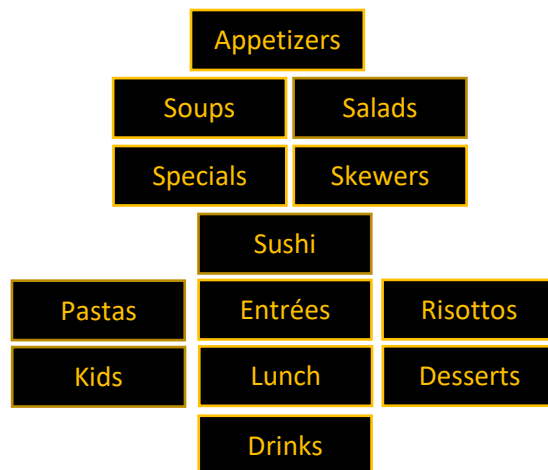 Appetizers
Soups Salads
Specials Skewers
Sushi
Pastas Entrées Risottos
Kids Lunch Desserts
Drinks